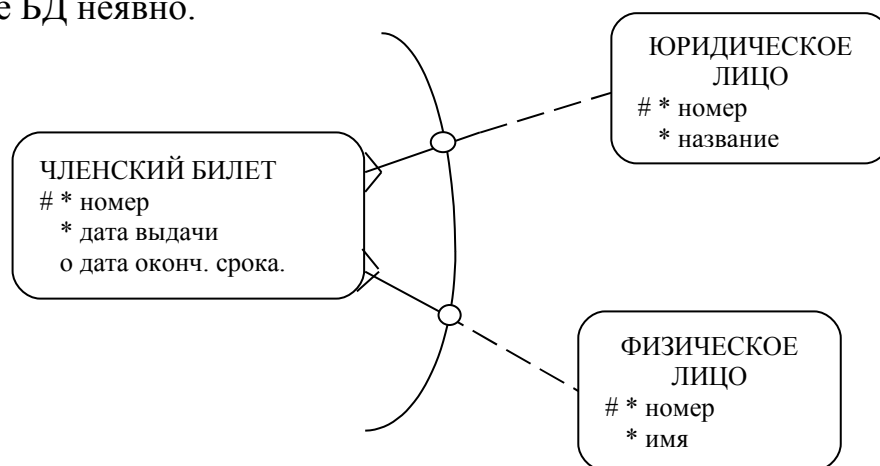 е БД неявно.
ЮРИДИЧЕСКОЕ
ЛИЦО
# * номер
* название
ЧЛЕНСКИЙ БИЛЕТ
# * номер
* дата выдачи
о дата оконч. срока.
ФИЗИЧЕСКОЕ
ЛИЦО
# * номер
* имя